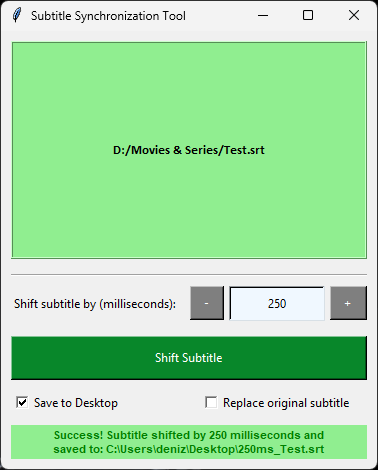 Subtitle Synchronization Tool
D:/Movies & Series/Test.srt
Shift subtitle by (milliseconds): - 250 +
Shift Subtitle
Save to Desktop Replace original subtitle
Success! Subtitle shifted by 250 milliseconds and
saved to: C:\Users\deniz\Desktop\250ms_Test.srt